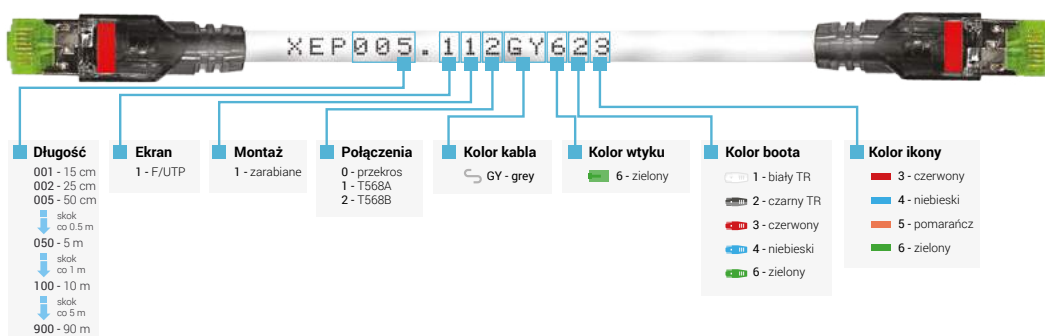 XEP005.112GY623
Długość
001 - 15 cm
002 - 25 cm
005 - 50 cm
skok
co 0.5 m
050 - 5 m
skok
co 1 m
100 - 10 m
skok
co 5 m
900 - 90 m
Ekran
1 - F/UTP
Montaż
1 - zarabiane
Połączenia
0 - przekros
1 - T568A
2 - T568B
Kolor kabla
GY - grey
Kolor wtyku
6 - zielony
Kolor boota
1 - biały TR
2 - czarny TR
3 - czerwony
4 - niebieski
6 - zielony
Kolor ikony
3 - czerwony
4 - niebieski
5 - pomarańcz
6 - zielony